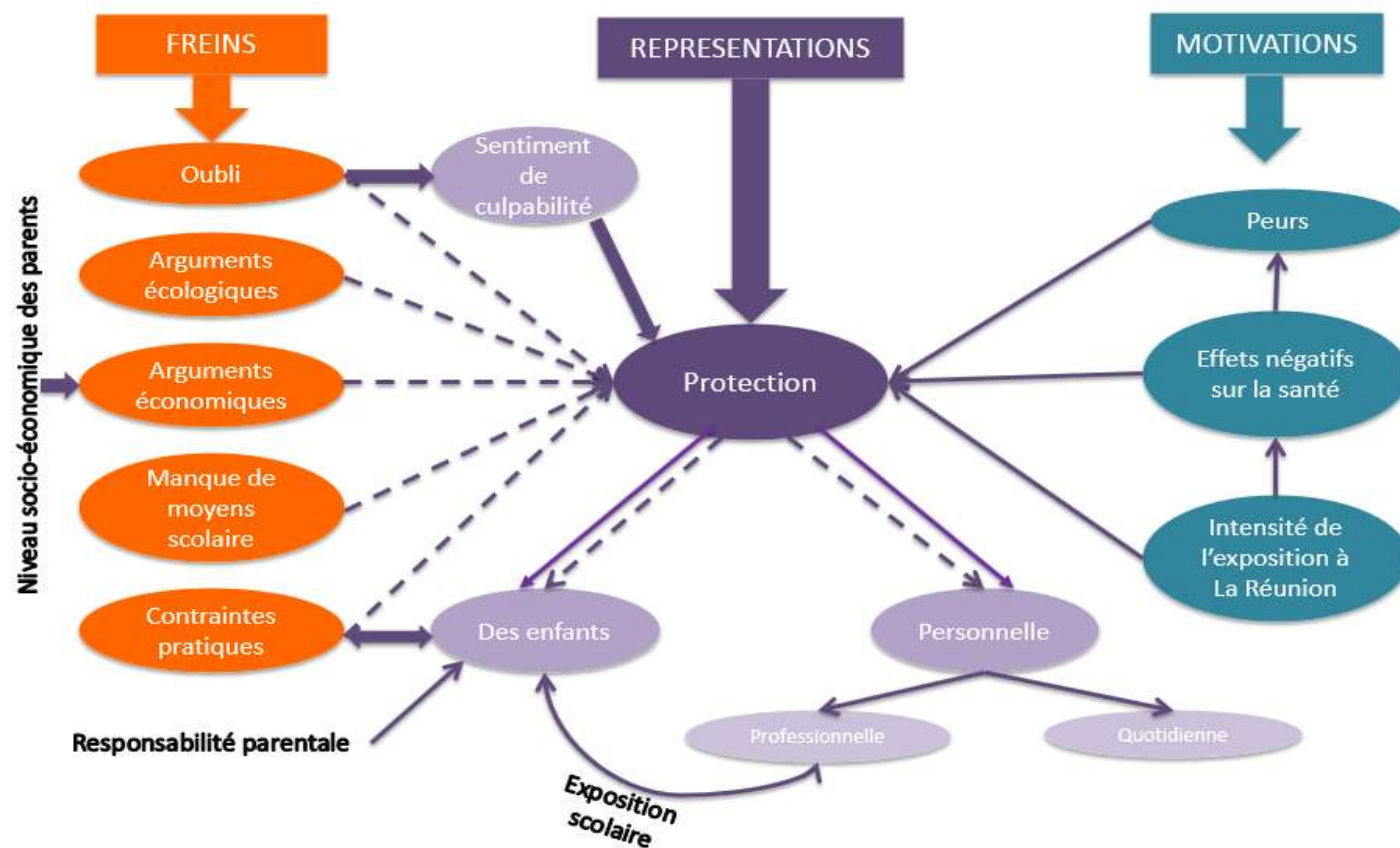 FREINS
REPRESENTATIONS
MOTIVATIONS
Oubli
Sentiment
de
culpabilité
Peurs
Niveau socio-économique des parents
Arguments
écologiques
Arguments
économiques
Protection
Effets négatifs
sur la santé
Manque de
moyens
scolaire
Intensité de
l'exposition à
La Réunion
Contraintes
pratiques
Des enfants
Personnelle
Responsabilité parentale
Professionnelle
Quotidienne
Exposition
scolaire